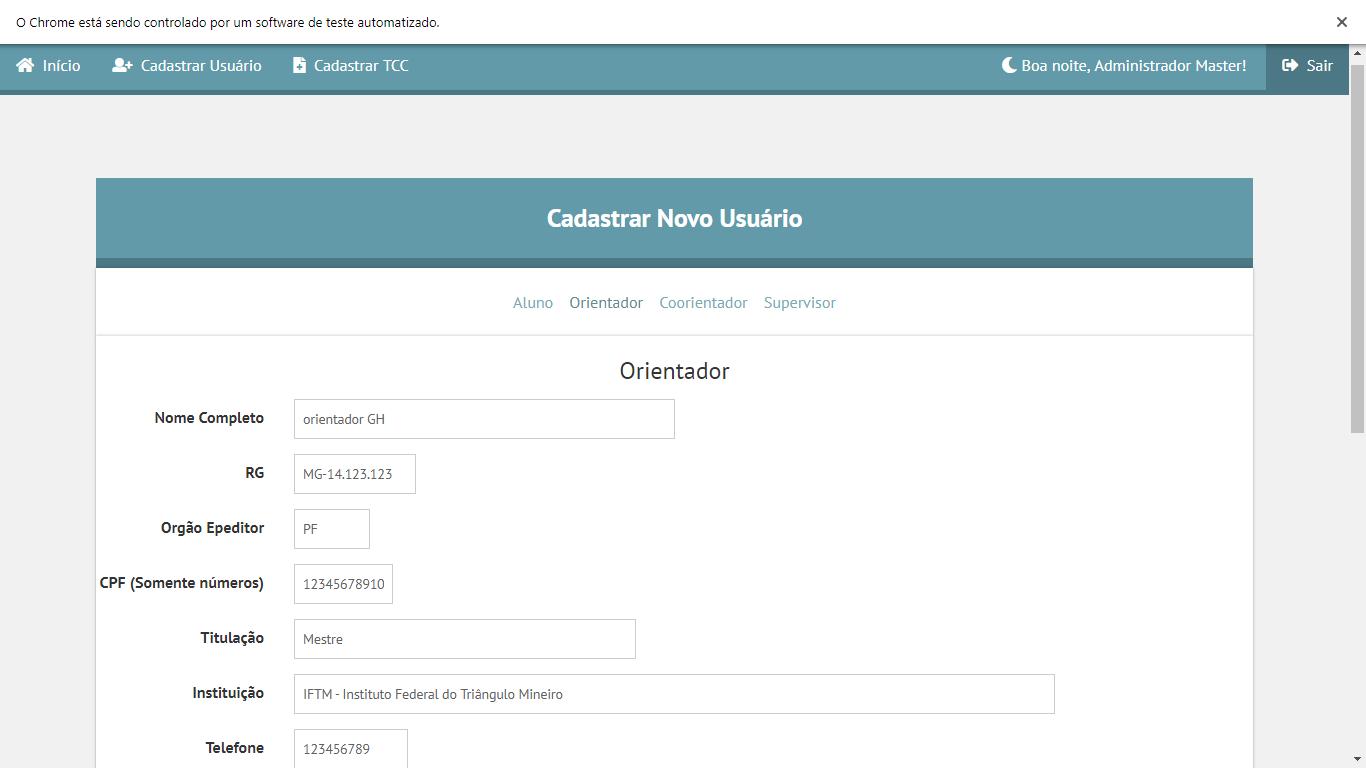 O Chrome está sendo controlado por um software de teste automatizado.
Início Cadastrar Usuário Cadastrar TCC Boa noite, Administrador Master! Sair
Cadastrar Novo Usuário
Aluno Orientador Coorientador Supervisor
Orientador
Nome Completo orientador GH
RG MG-14.123.123
Orgão Epeditor PF
CPF (Somente números) 12345678910
Titulação Mestre
Instituição IFTM - Instituto Federal do Triângulo Mineiro
Telefone 123456789